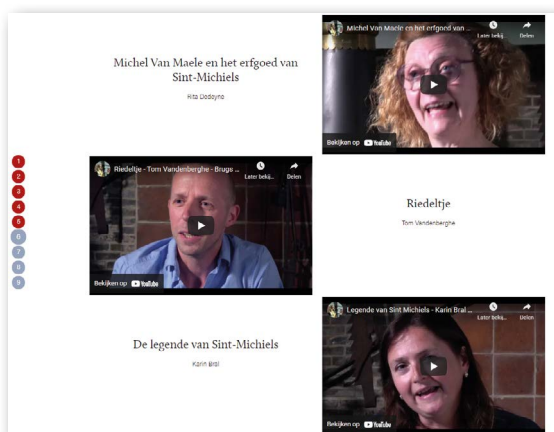 Michel Van Maele en het erfgoed van
Sint-Michiels
Rita Dedeyne
Michel Van Maele en het erfgoed van ...
Later bekij...
Delen
Bekijken op YouTube
1
2
3
4
5
6
7
8
9
Riedeltje - Tom Vandenberghe - Brugs ...
Later bekij...
Delen
Bekijken op YouTube
Riedeltje
Tom Vandenberghe
De legende van Sint-Michiels
Karin Bral
Legende van Sint Michiels - Karin Bral ...
Later bekij...
Delen
Bekijken op YouTube